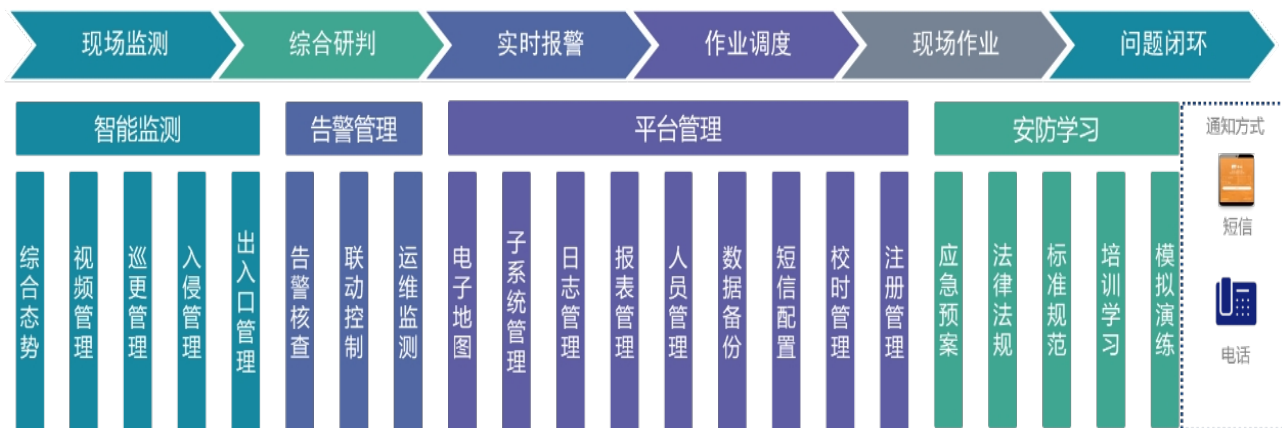 现场监测
综合研判
实时报警
作业调度
现场作业
问题闭环
智能监测
告警管理
平台管理
安防学习
通知方式
综合态势
视频管理
巡更管理
入侵管理
出入口管理
告警核查
联动控制
运维监测
电子地图
子系统管理
日志管理
报表管理
人员管理
数据备份
短信配置
校时管理
注册管理
应急预案
法律法规
标准规范
培训学习
模拟演练
短信
电话